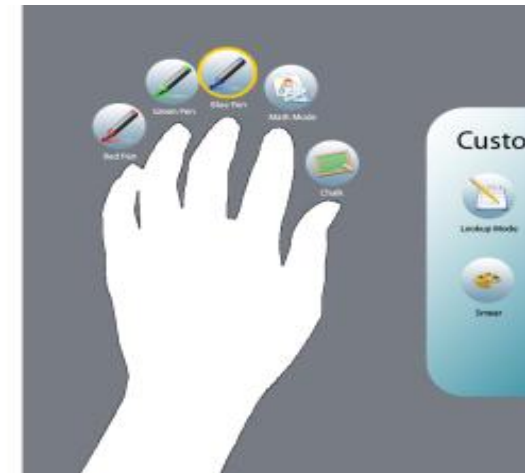 Blue Pen
Green Pen
Math Mode
Red Pen
Chalk
Custo
Lookup Mode
Smear